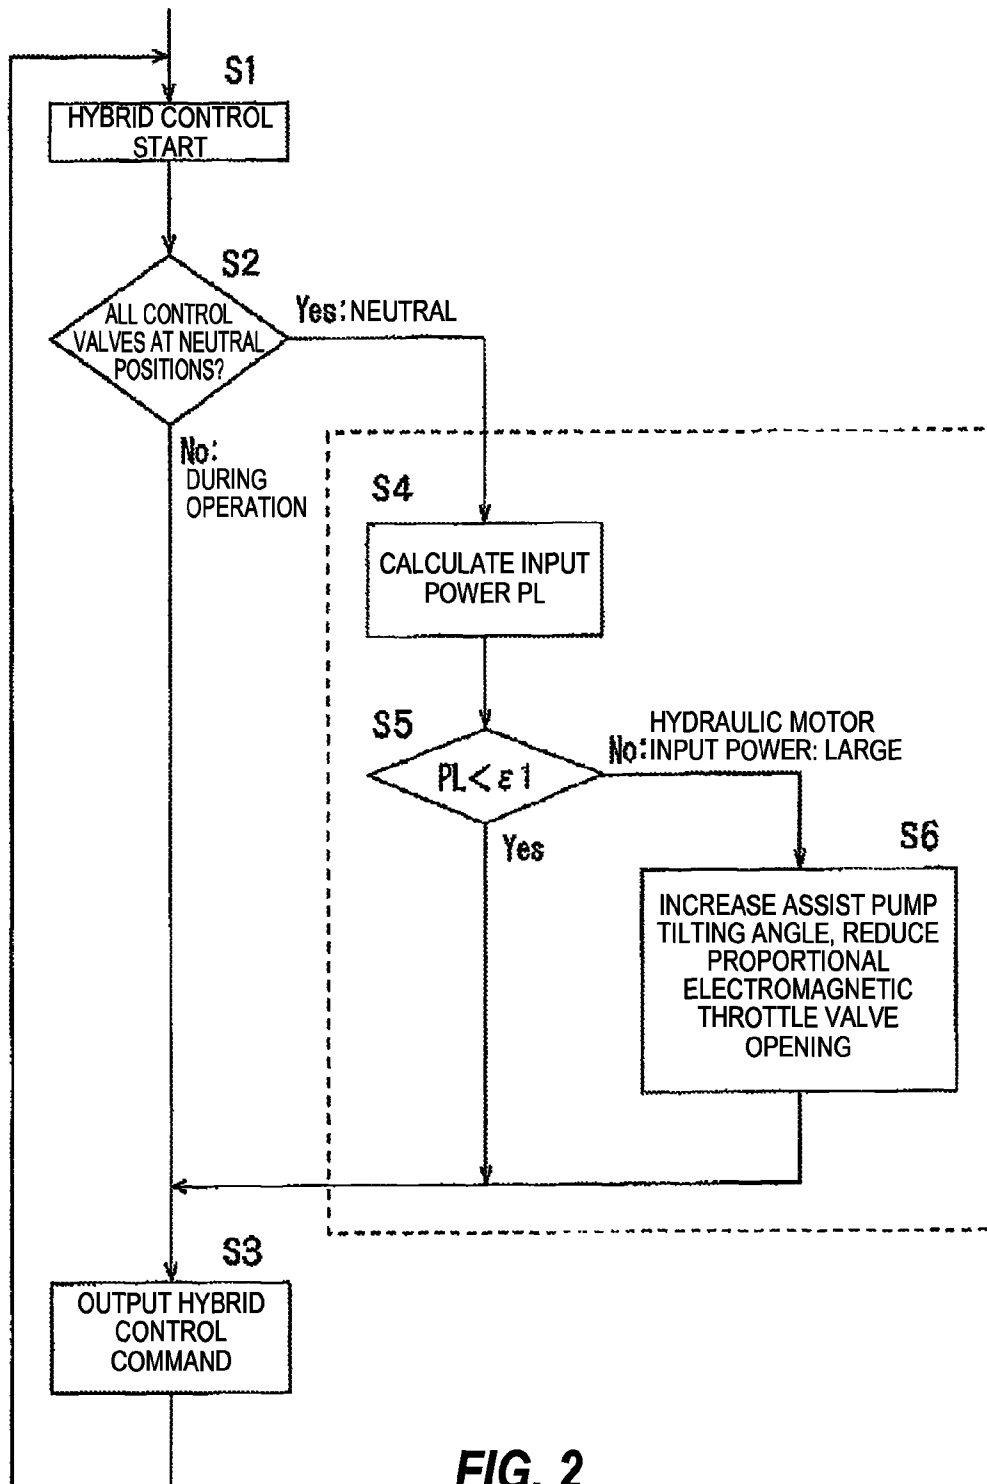 S1
HYBRID CONTROL
START
S2
ALL CONTROL
VALVES AT NEUTRAL
POSITIONS?
Yes: NEUTRAL
No:
DURING
OPERATION
S4
CALCULATE INPUT
POWER PL
S5
PL< ε1
HYDRAULIC MOTOR
No: INPUT POWER: LARGE
Yes
S6
INCREASE ASSIST PUMP
TILTING ANGLE, REDUCE
PROPORTIONAL
ELECTROMAGNETIC
THROTTLE VALVE
OPENING
S3
OUTPUT HYBRID
CONTROL
COMMAND
FIG. 2